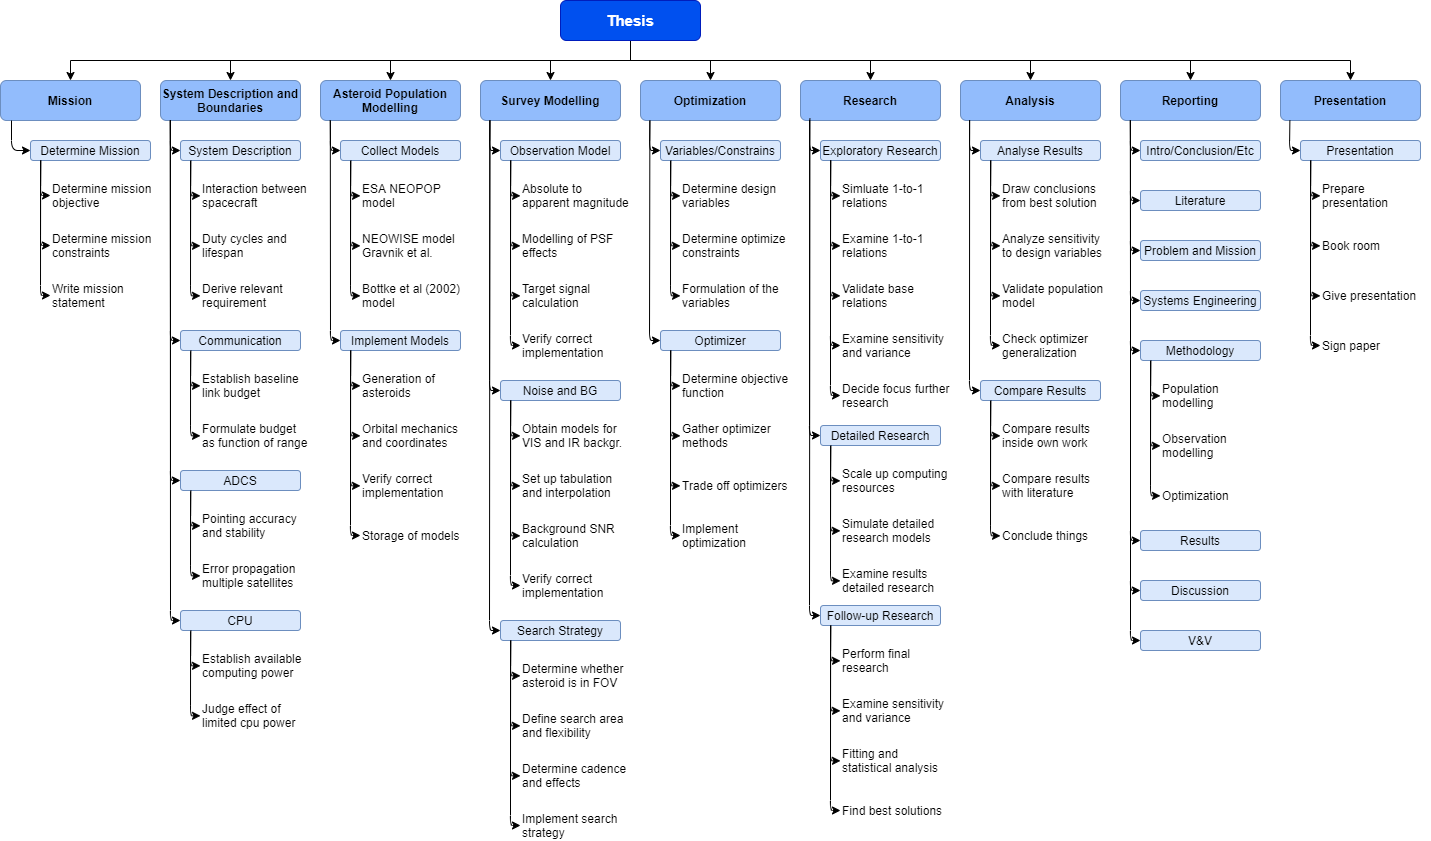 Thesis
Mission
Determine Mission
Determine mission
objective
Determine mission
constraints
Write mission
statement
System Description and
Boundaries
System Description
Interaction between
spacecraft
Duty cycles and
lifespan
Derive relevant
requirement
Communication
Establish baseline
link budget
Formulate budget
as function of range
ADCS
Pointing accuracy
and stability
Error propagation
multiple satellites
CPU
Establish available
computing power
Judge effect of
limited cpu power
Asteroid Population
Modelling
Collect Models
ESA NEOPOP
model
NEOWISE model
Gravnik et al.
Bottke et al (2002)
model
Implement Models
Generation of
asteroids
Orbital mechanics
and coordinates
Verify correct
implementation
Storage of models
Survey Modelling
Observation Model
Absolute to
apparent magnitude
Modelling of PSF
effects
Target signal
calculation
Verify correct
implementation
Noise and BG
Obtain models for
VIS and IR backgr.
Set up tabulation
and interpolation
Background SNR
calculation
Verify correct
implementation
Search Strategy
Determine whether
asteroid is in FOV
Define search area
and flexibility
Determine cadence
and effects
Implement search
strategy
Optimization
Variables/Constrains
Determine design
variables
Determine optimize
constraints
Formulation of the
variables
Optimizer
Determine objective
function
Gather optimizer
methods
Trade off optimizers
Implement
optimization
Research
Exploratory Research
Simluate 1-to-1
relations
Examine 1-to-1
relations
Validate base
relations
Examine sensitivity
and variance
Decide focus further
research
Detailed Research
Scale up computing
resources
Simulate detailed
research models
Examine results
detailed research
Follow-up Research
Perform final
research
Examine sensitivity
and variance
Fitting and
statistical analysis
Find best solutions
Analysis
Analyse Results
Draw conclusions
from best solution
Analyze sensitivity
to design variables
Validate population
model
Check optimizer
generalization
Compare Results
Compare results
inside own work
Compare results
with literature
Conclude things
Reporting
Intro/Conclusion/Etc
Literature
Problem and Mission
Systems Engineering
Methodology
Population
modelling
Observation
modelling
Optimization
Results
Discussion
V&V
Presentation
Presentation
Prepare
presentation
Book room
Give presentation
Sign paper